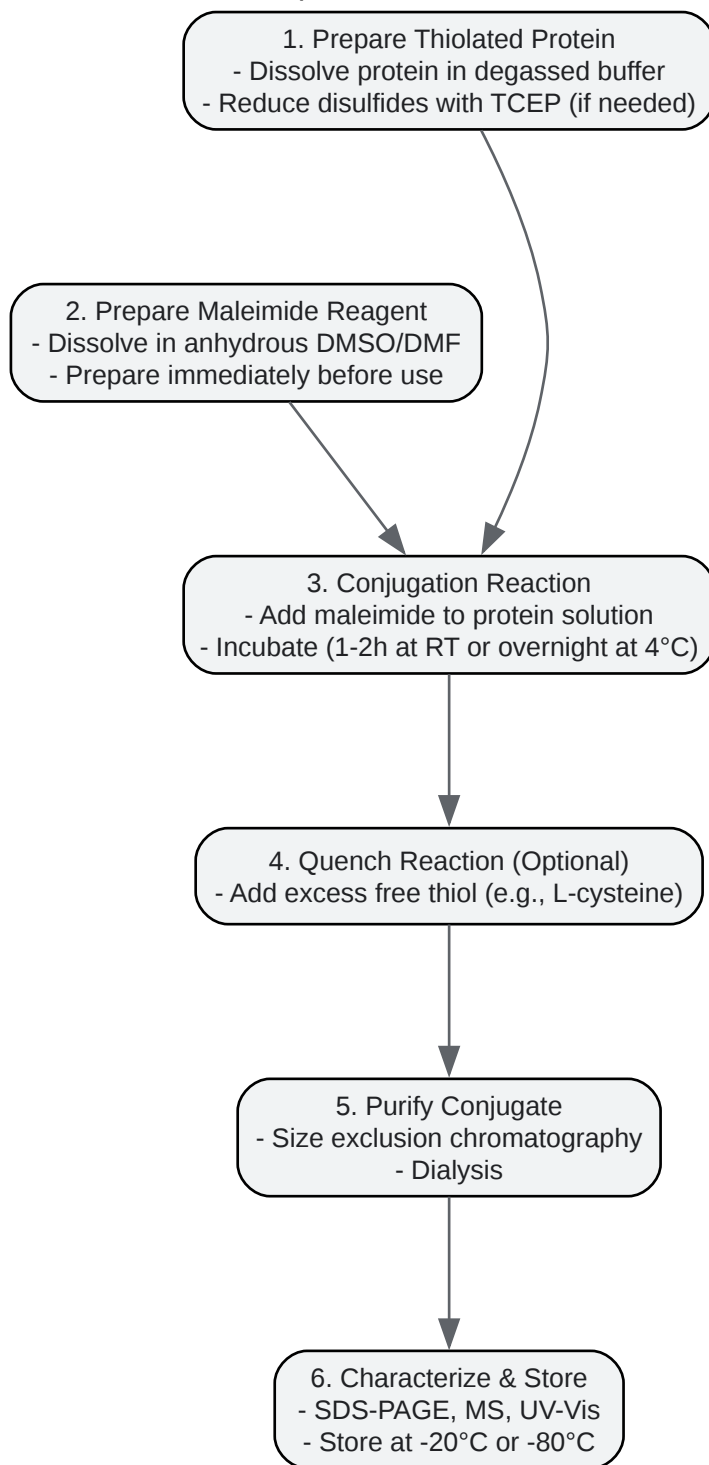 1. Prepare Thiolated Protein
- Dissolve protein in degassed buffer
- Reduce disulfides with TCEP (if needed)
2. Prepare Maleimide Reagent
- Dissolve in anhydrous DMSO/DMF
- Prepare immediately before use
3. Conjugation Reaction
- Add maleimide to protein solution
- Incubate (1-2h at RT or overnight at 4°C)
4. Quench Reaction (Optional)
- Add excess free thiol (e.g., L-cysteine)
5. Purify Conjugate
- Size exclusion chromatography
- Dialysis
6. Characterize & Store
- SDS-PAGE, MS, UV-Vis
- Store at -20°C or -80°C